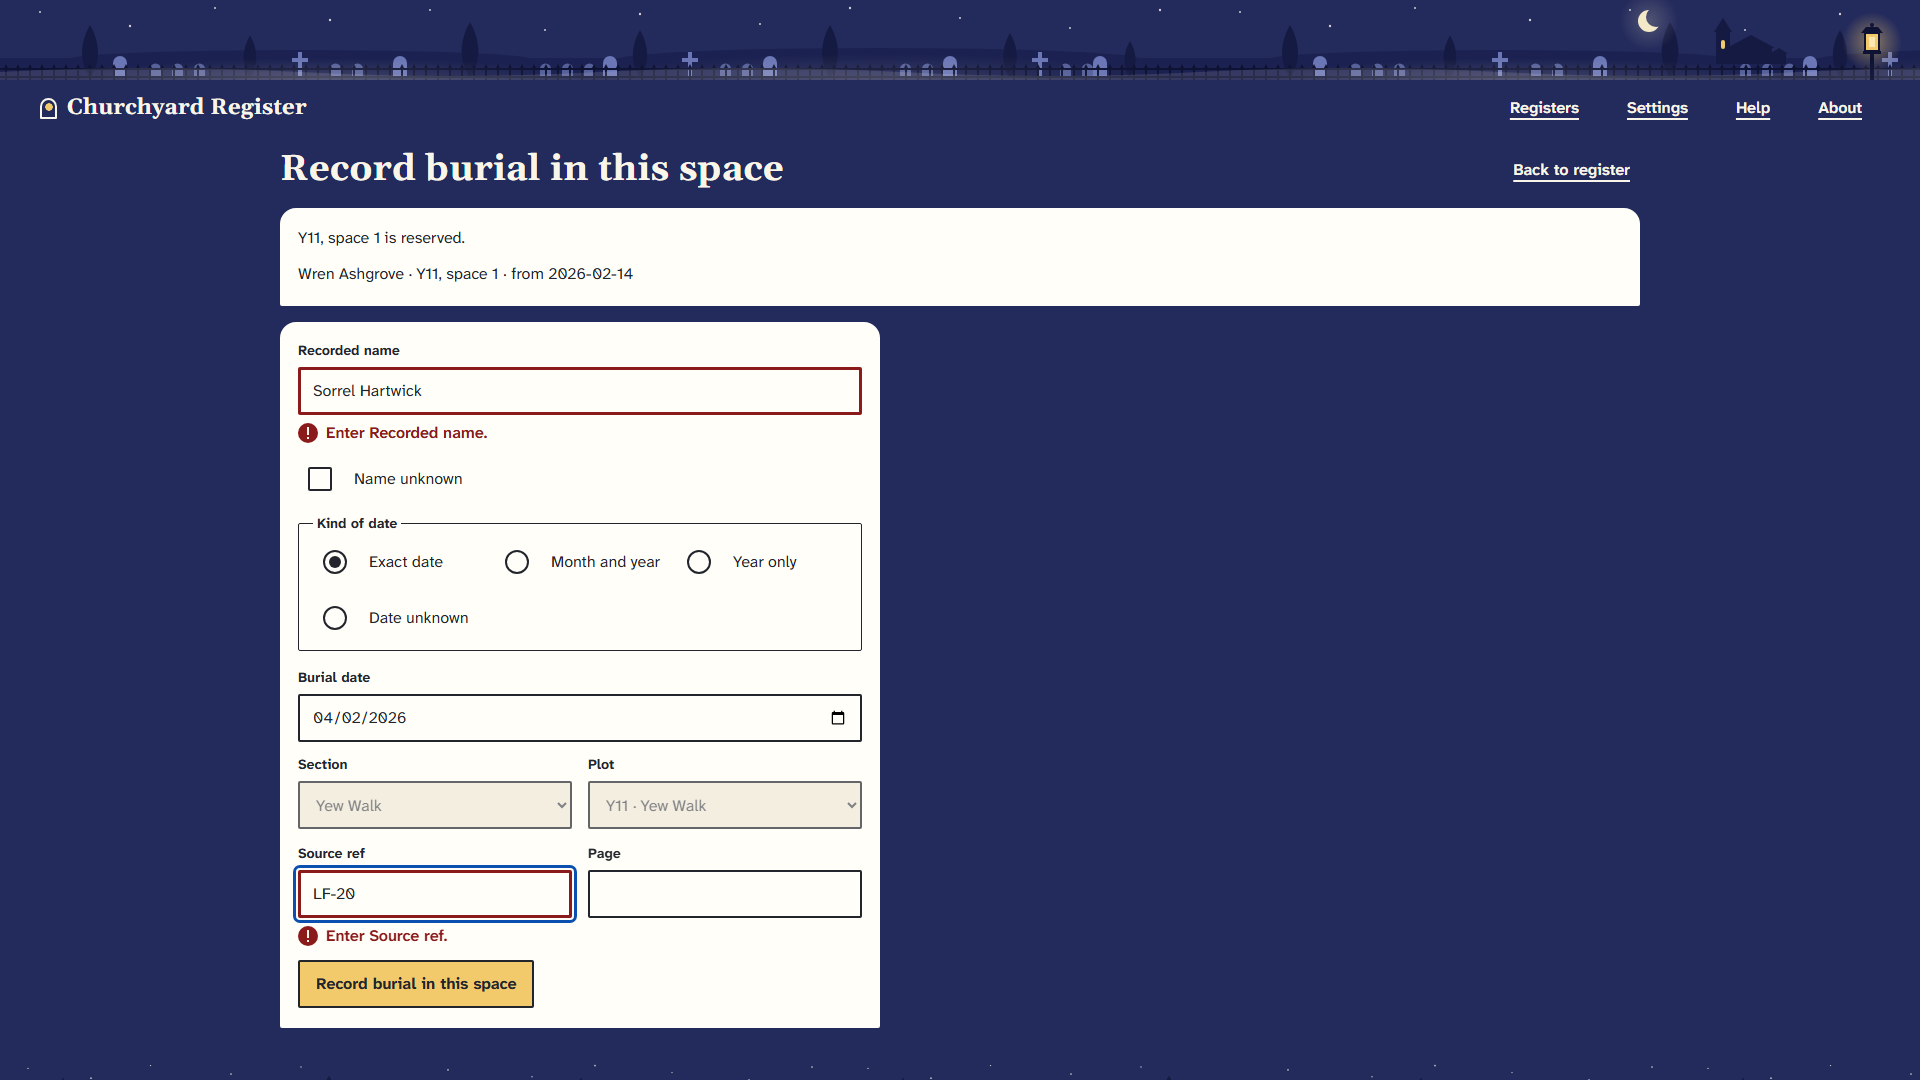 Churchyard Register
Registers Settings Help About
Record burial in this space
Back to register
Y11, space 1 is reserved.
Wren Ashgrove · Y11, space 1 · from 2026-02-14
Recorded name
Sorrel Hartwick
Enter Recorded name.
Name unknown
Kind of date
Exact date Month and year Year only
Date unknown
Burial date
04/02/2026
Section Plot
Yew Walk Y11 · Yew Walk
Source ref Page
LF-20
Enter Source ref.
Record burial in this space